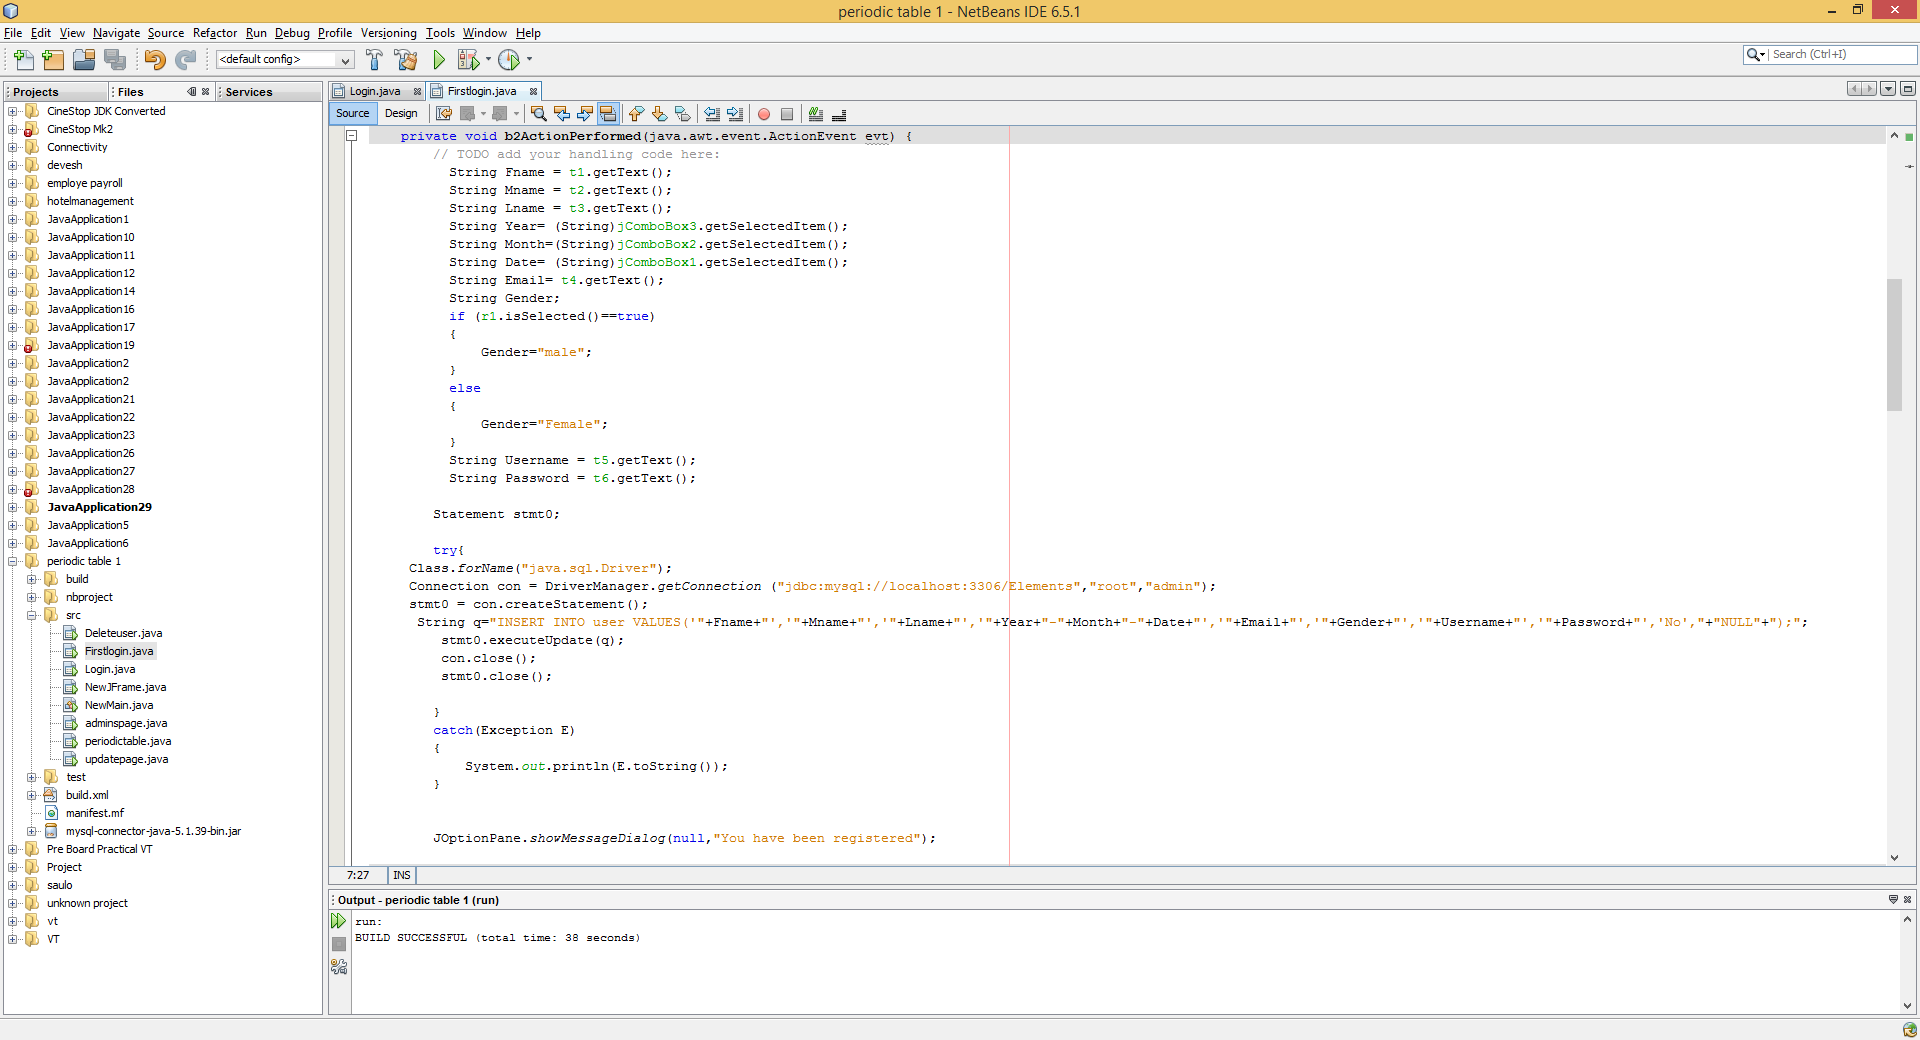 periodic table 1 - NetBeans IDE 6.5.1
File Edit View Navigate Source Refactor Run Debug Profile Versioning Tools Window Help
<default config>
Search (Ctrl+I)
Projects
Files
Services
CineStop JDK Converted
CineStop Mk2
Connectivity
devesh
employe payroll
hotelmanagement
JavaApplication1
JavaApplication10
JavaApplication11
JavaApplication12
JavaApplication14
JavaApplication16
JavaApplication17
JavaApplication19
JavaApplication2
JavaApplication2
JavaApplication21
JavaApplication22
JavaApplication23
JavaApplication26
JavaApplication27
JavaApplication28
JavaApplication29
JavaApplication5
JavaApplication6
periodic table 1
build
nbproject
src
Deleteuser.java
Firstlogin.java
Login.java
NewJFrame.java
NewMain.java
adminspage.java
periodictable.java
updatepage.java
test
build.xml
manifest.mf
mysql-connector-java-5.1.39-bin.jar
Pre Board Practical VT
Project
saulo
unknown project
vt
VT
Login.java
Firstlogin.java
Source
Design
private void b2ActionPerformed(java.awt.event.ActionEvent evt) {
// TODO add your handling code here:
String Fname = t1.getText();
String Mname = t2.getText();
String Lname = t3.getText();
String Year= (String)jComboBox3.getSelectedItem();
String Month=(String)jComboBox2.getSelectedItem();
String Date= (String)jComboBox1.getSelectedItem();
String Email= t4.getText();
String Gender;
if (r1.isSelected()==true)
{
Gender="male";
}
else
{
Gender="Female";
}
String Username = t5.getText();
String Password = t6.getText();
Statement stmt0;
try{
Class.forName("java.sql.Driver");
Connection con = DriverManager.getConnection ("jdbc:mysql://localhost:3306/Elements","root","admin");
stmt0 = con.createStatement();
String q="INSERT INTO user VALUES('"+Fname+"','"+Mname+"','"+Lname+"','"+Year+"-"+Month+"-"+Date+"','"+Email+"','"+Gender+"','"+Username+"','"+Password+"','No',"+"NULL"+");";
stmt0.executeUpdate(q);
con.close();
stmt0.close();
}
catch(Exception E)
{
System.out.println(E.toString());
}
JOptionPane.showMessageDialog(null,"You have been registered");
7:27
INS
Output - periodic table 1 (run)
run:
BUILD SUCCESSFUL (total time: 38 seconds)